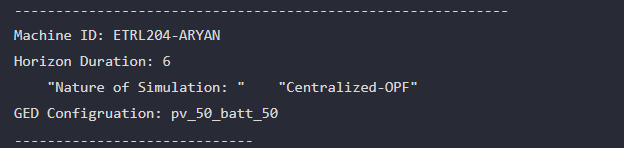 ------------------------------------------------------------
Machine ID: ETRL204-ARYAN
Horizon Duration: 6
    "Nature of Simulation: "    "Centralized-OPF"
GED Configruation: pv_50_batt_50
-----------------------------